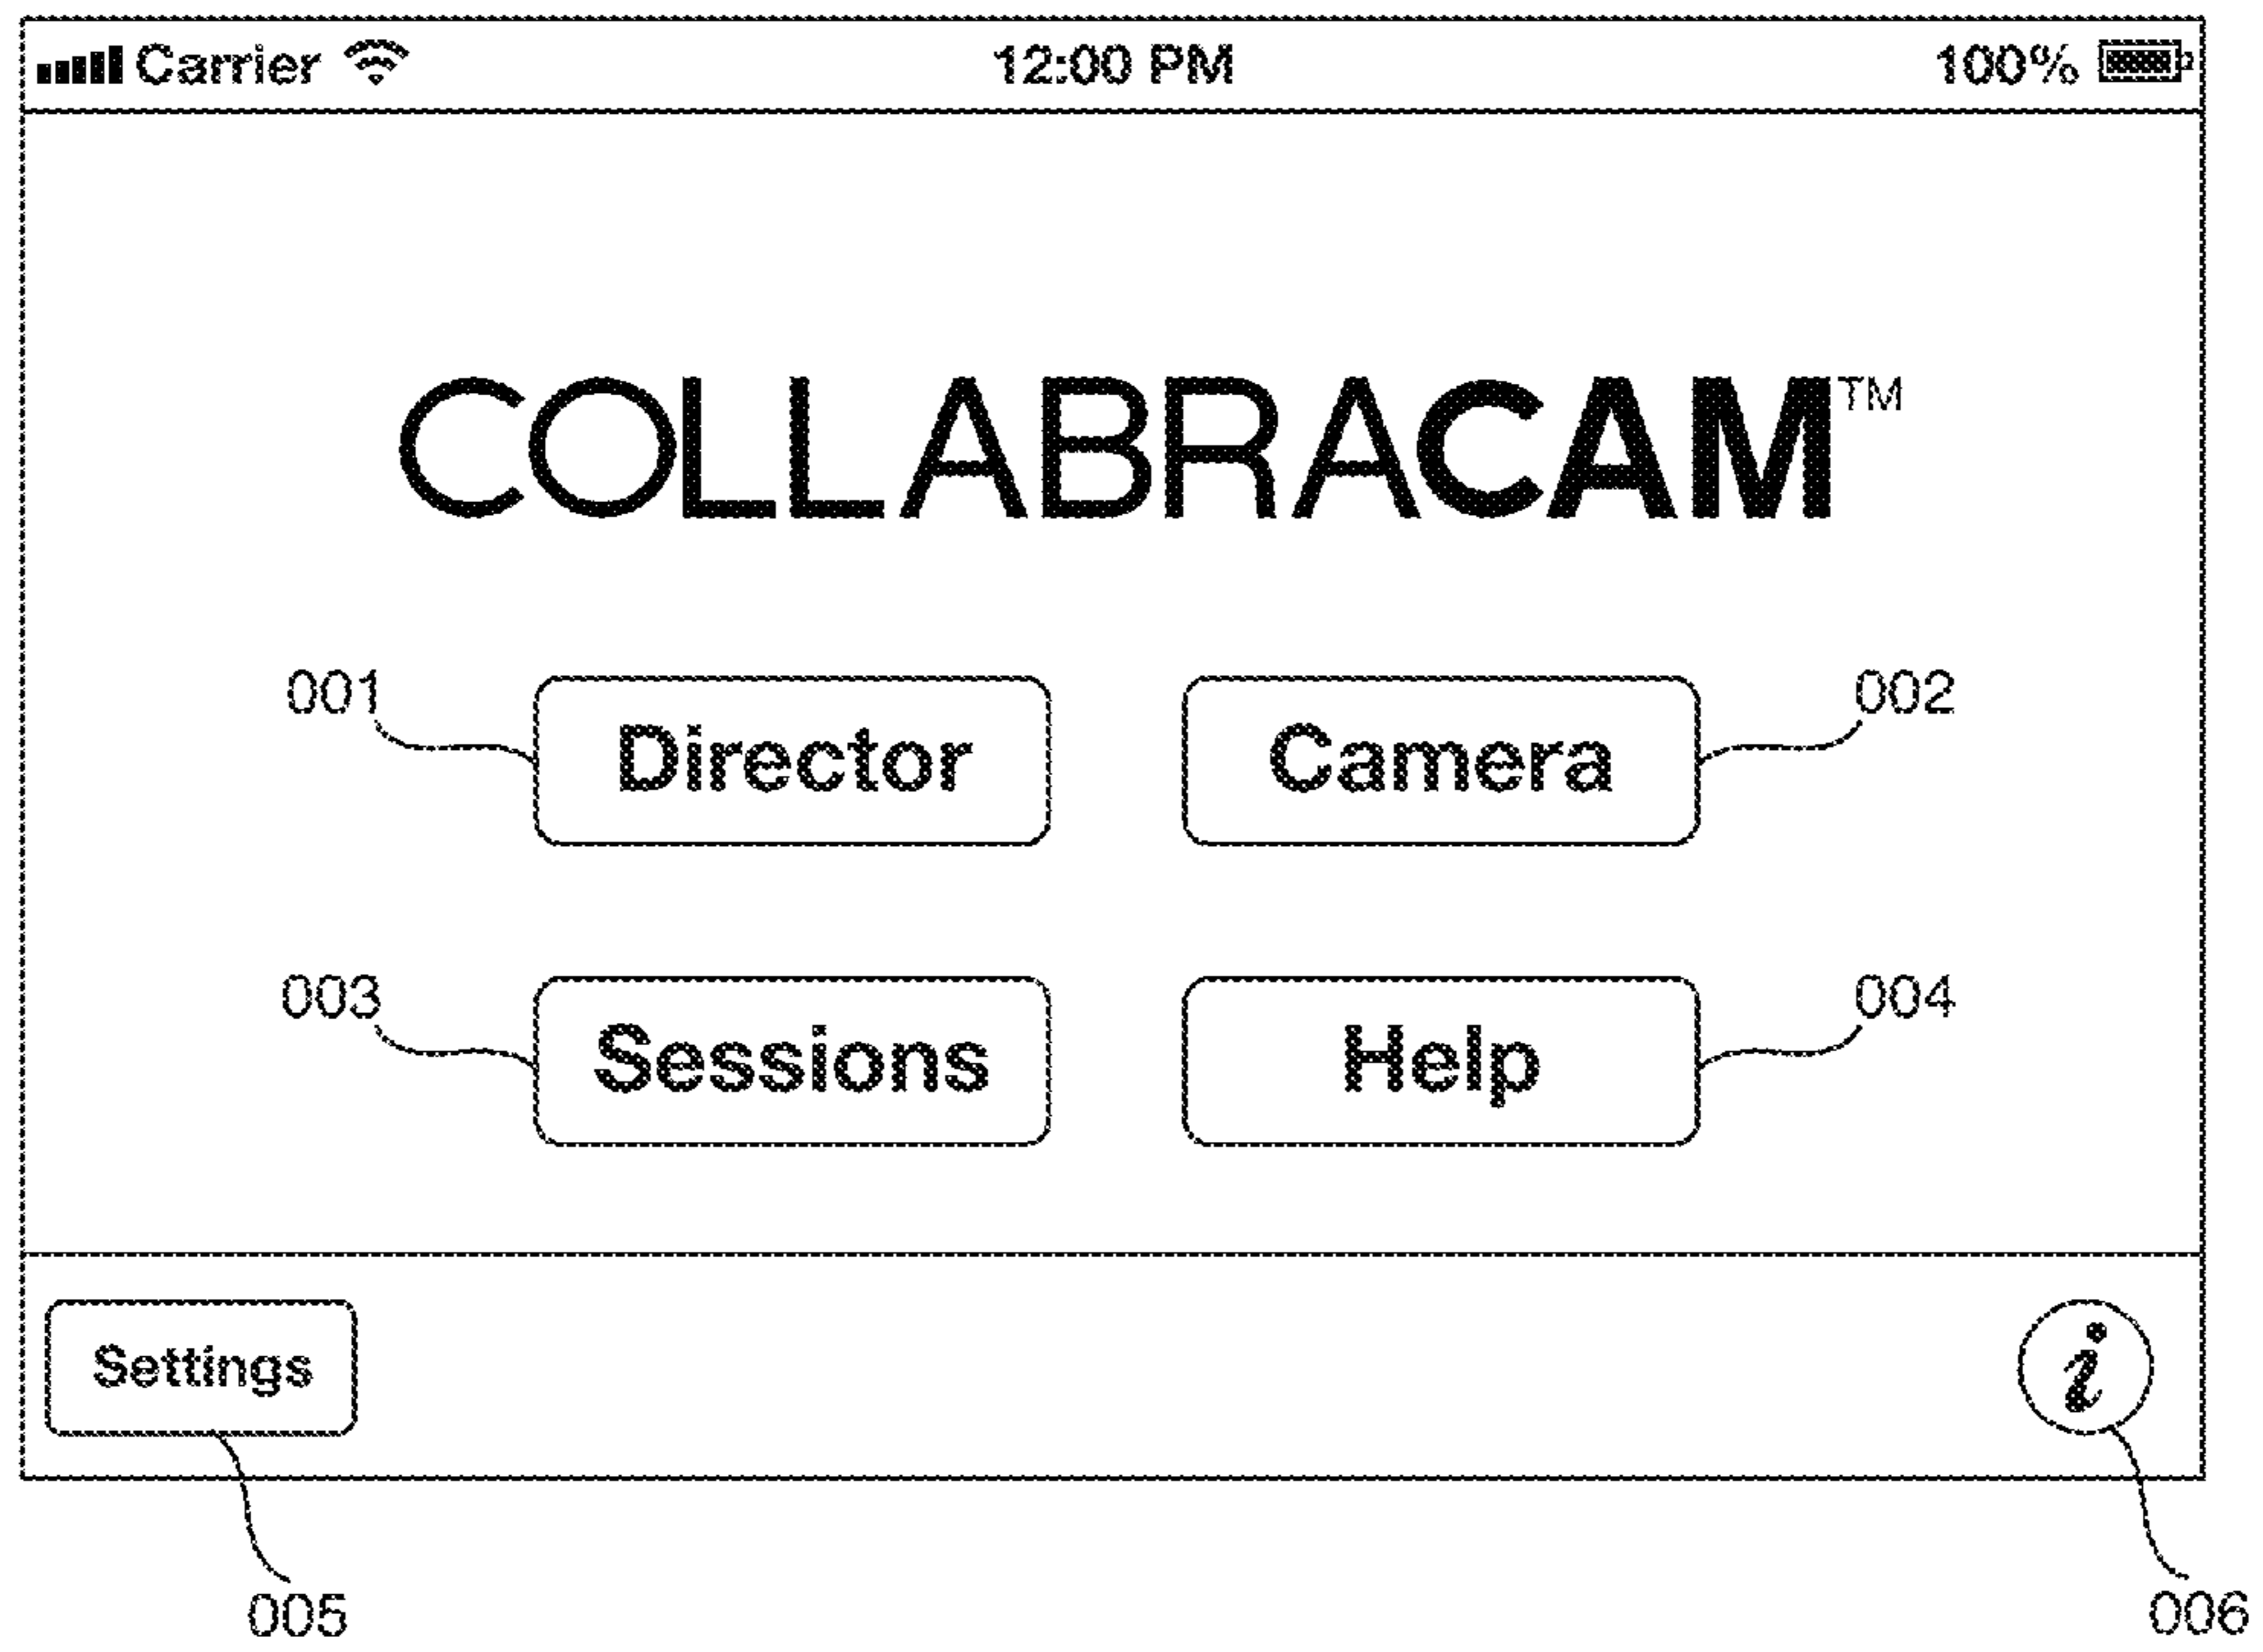 Carrier 12:00 PM 100%
COLLABRACAM™
001 Director Camera 002
003 Sessions Help 004
Settings i
005 006